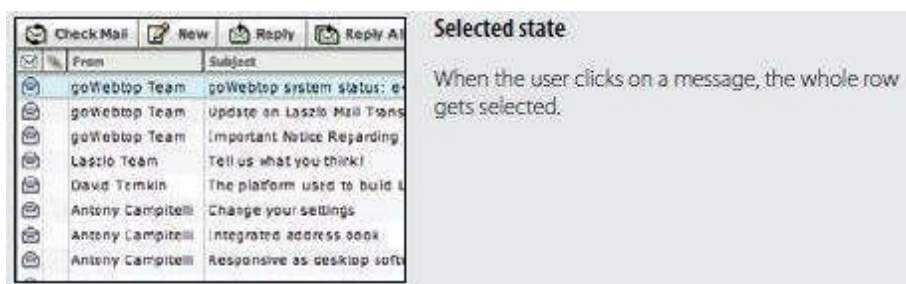 Check Mail New Reply Reply Al
From Subject
goWebtop Team goWebtop system status: e
goWebtop Team Update on Laszlo Mail Trans
goWebtop Team Important Notice Regarding
Laszlo Team Tell us what you think!
David Temkin The platform used to build L
Antony Campitelli Change your settings
Antony Campitelli Integrated address book
Antony Campitelli Responsive as desktop softw
Selected state
When the user clicks on a message, the whole row
gets selected.